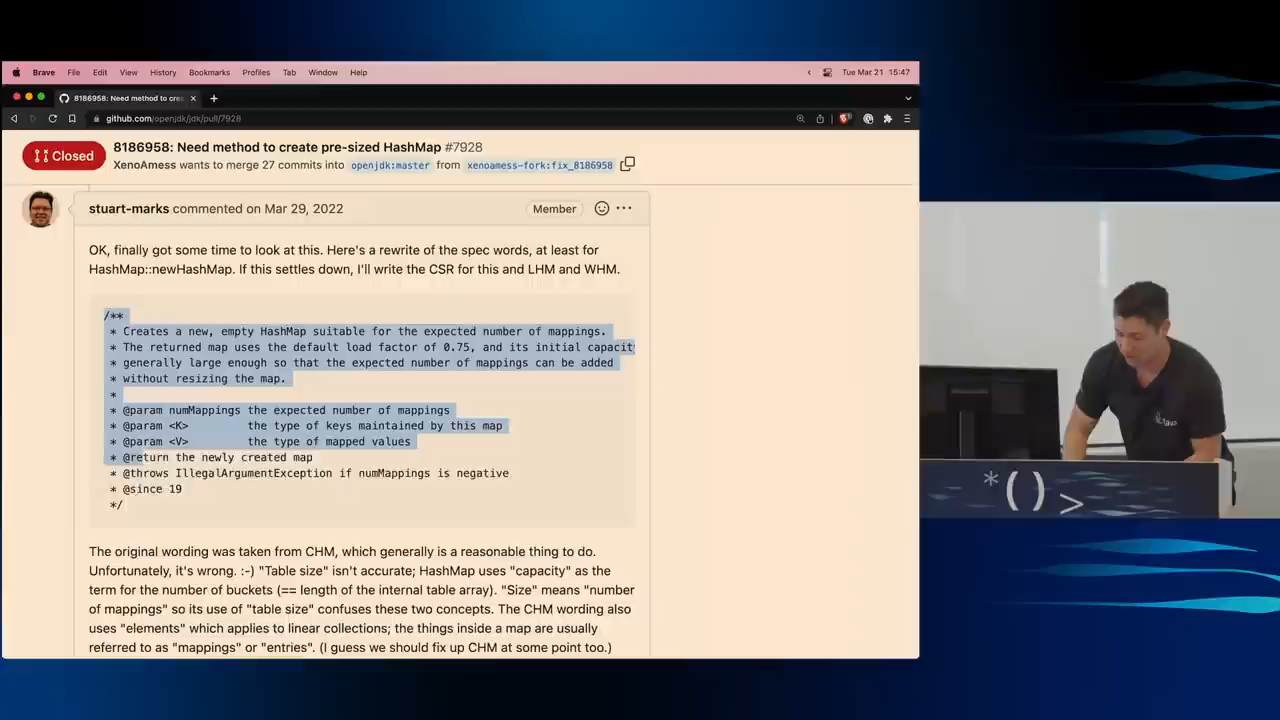 Brave File Edit View History Bookmarks Profiles Tab Window Help
Tue Mar 21 15:47
8186958: Need method to crea
github.com/openjdk/jdk/pull/7928
Closed
8186958: Need method to create pre-sized HashMap #7928
XenoAmess wants to merge 27 commits into openjdk:master from xenoamess-fork:fix_8186958
stuart-marks commented on Mar 29, 2022
Member
OK, finally got some time to look at this. Here's a rewrite of the spec words, at least for
HashMap::newHashMap. If this settles down, I'll write the CSR for this and LHM and WHM.
/**
* Creates a new, empty HashMap suitable for the expected number of mappings.
* The returned map uses the default load factor of 0.75, and its initial capacity
* generally large enough so that the expected number of mappings can be added
* without resizing the map.
*
* @param numMappings the expected number of mappings
* @param <K> the type of keys maintained by this map
* @param <V> the type of mapped values
* @return the newly created map
* @throws IllegalArgumentException if numMappings is negative
* @since 19
*/
The original wording was taken from CHM, which generally is a reasonable thing to do.
Unfortunately, it's wrong. :-) "Table size" isn't accurate; HashMap uses "capacity" as the
term for the number of buckets (== length of the internal table array). "Size" means "number
of mappings" so its use of "table size" confuses these two concepts. The CHM wording also
uses "elements" which applies to linear collections; the things inside a map are usually
referred to as "mappings" or "entries". (I guess we should fix up CHM at some point too.)
*()>